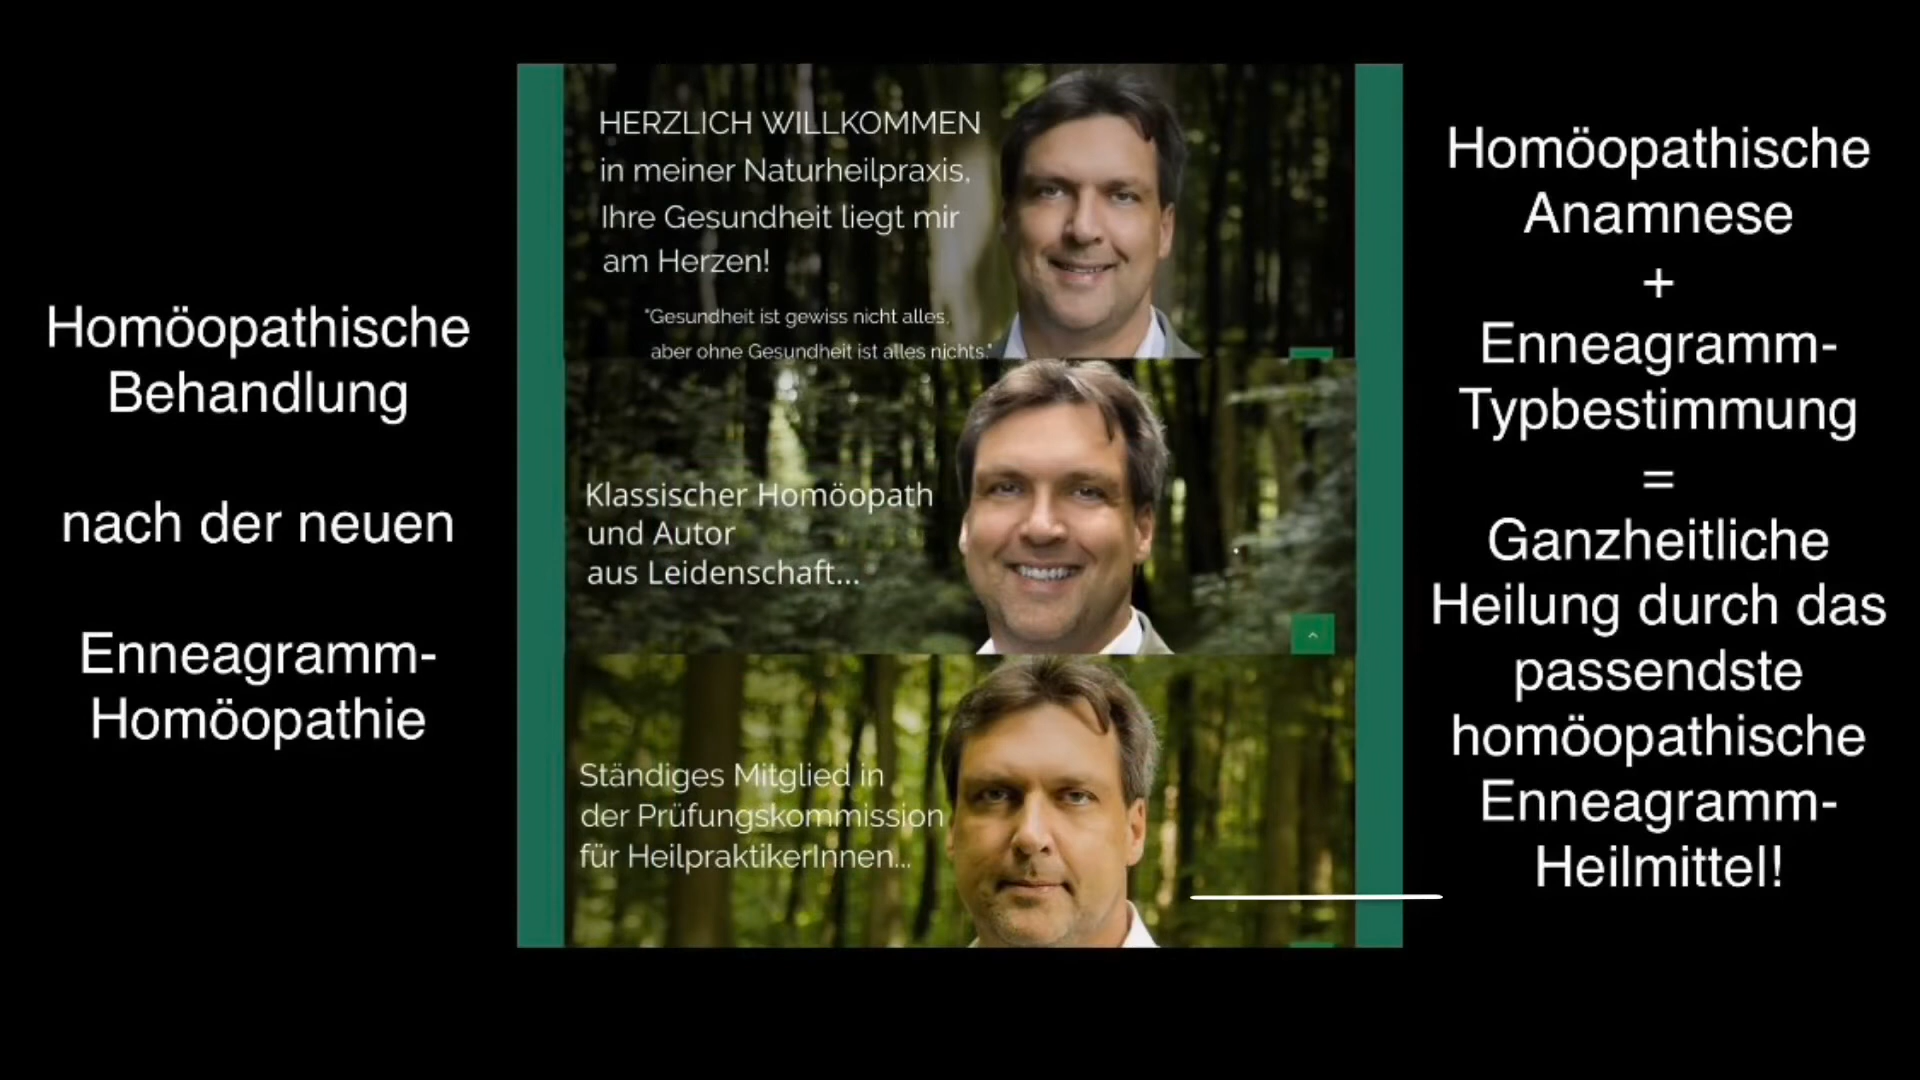 Homöopathische
Behandlung
nach der neuen
Enneagramm-
Homöopathie
HERZLICH WILLKOMMEN
in meiner Naturheilpraxis,
Ihre Gesundheit liegt mir
am Herzen!
"Gesundheit ist gewiss nicht alles,
aber ohne Gesundheit ist alles nichts."
Klassischer Homöopath
und Autor
aus Leidenschaft...
Ständiges Mitglied in
der Prüfungskommission
für HeilpraktikerInnen...
Homöopathische
Anamnese
+
Enneagramm-
Typbestimmung
=
Ganzheitliche
Heilung durch das
passendste
homöopathische
Enneagramm-
Heilmittel!